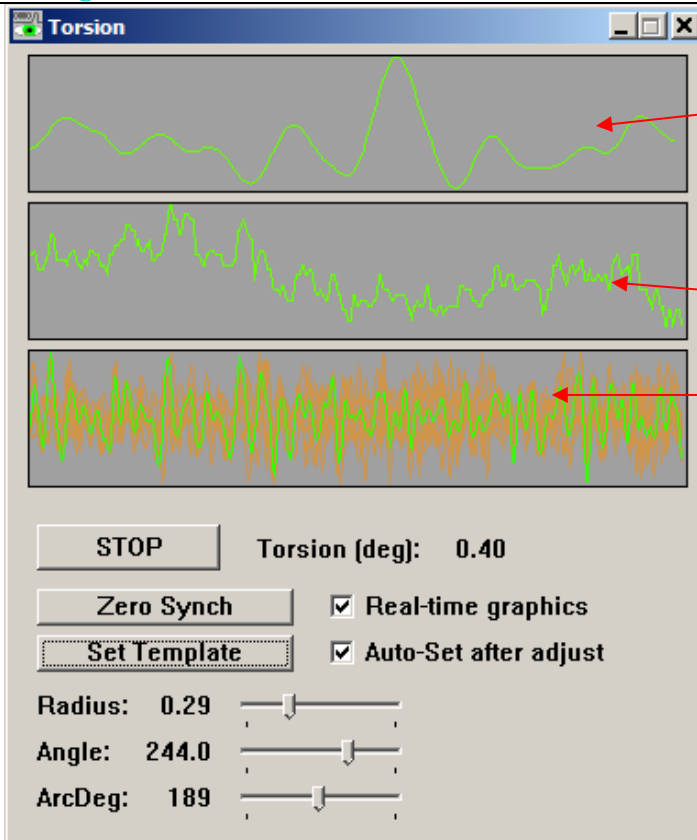 Torsion
STOP Torsion (deg): 0.40
Zero Synch Real-time graphics
Set Template Auto-Set after adjust
Radius: 0.29
Angle: 244.0
ArcDeg: 189